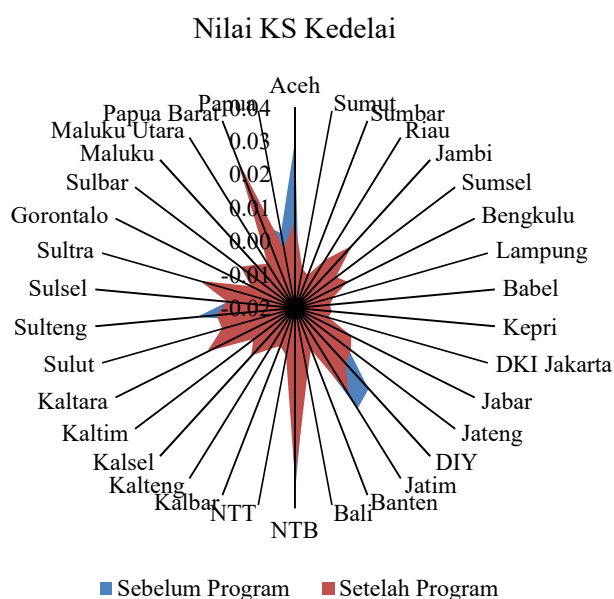 Nilai KS Kedelai
Aceh
Sumut
Sumbar
Riau
Jambi
Sumsel
Bengkulu
Lampung
Babel
Kepri
DKI Jakarta
Jabar
Jateng
DIY
Jatim
Banten
Bali
NTB
NTT
Kalbar
Kalteng
Kalsel
Kaltim
Kaltara
Sulut
Sulteng
Sulsel
Sultra
Gorontalo
Sulbar
Maluku
Maluku Utara
Papua Barat
Papua
0.04
0.03
0.02
0.01
0.00
-0.01
-0.02
Sebelum Program
Setelah Program